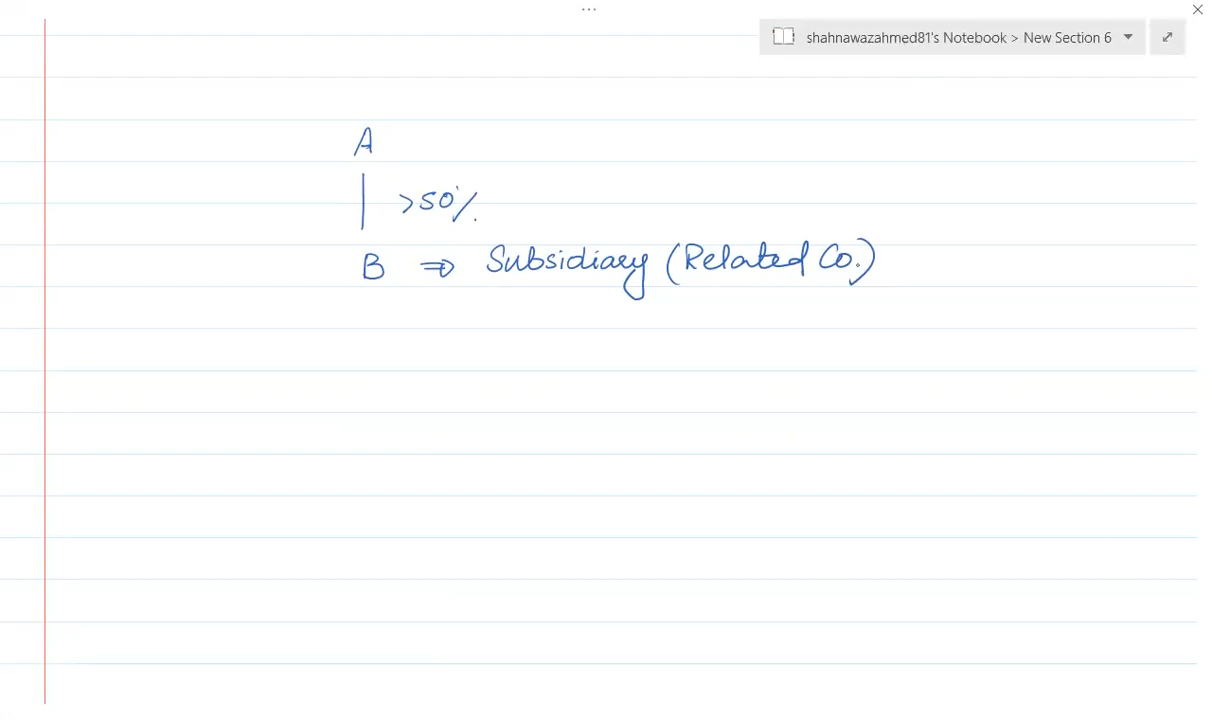 ...
shahnawazahmed81's Notebook > New Section 6
A
>50%
B ⇒ Subsidiary (Related Co.)